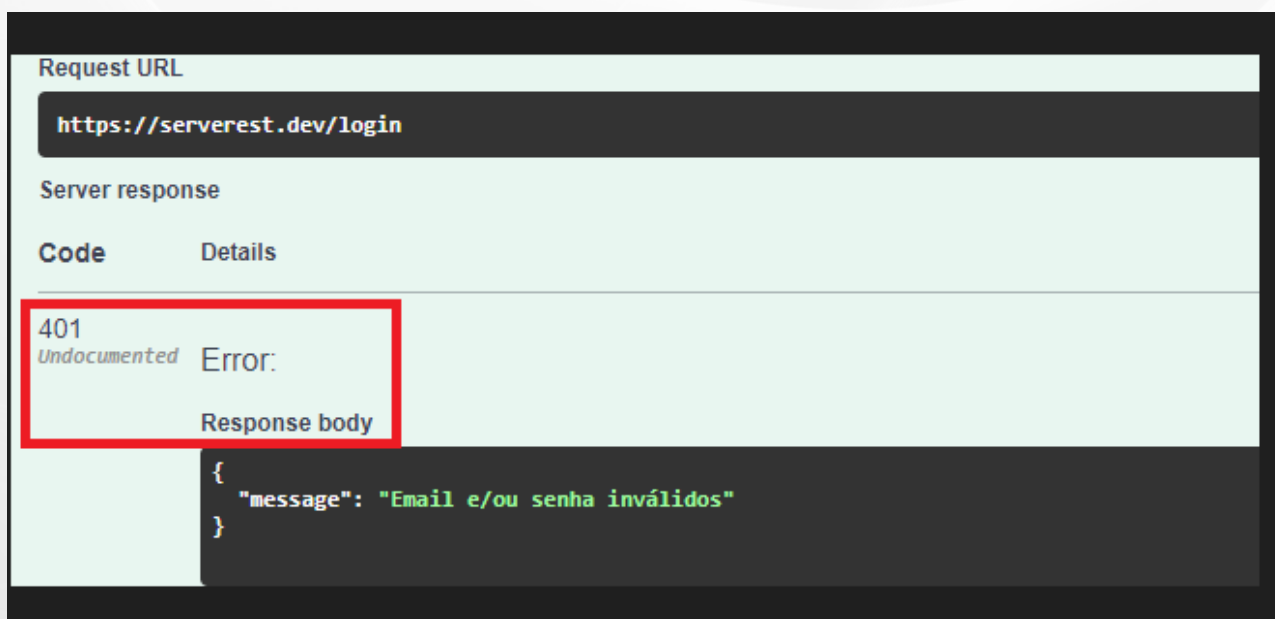 Request URL
https://serverest.dev/login
Server response
Code Details
401
Undocumented Error:
Response body
{
"message": "Email e/ou senha inválidos"
}